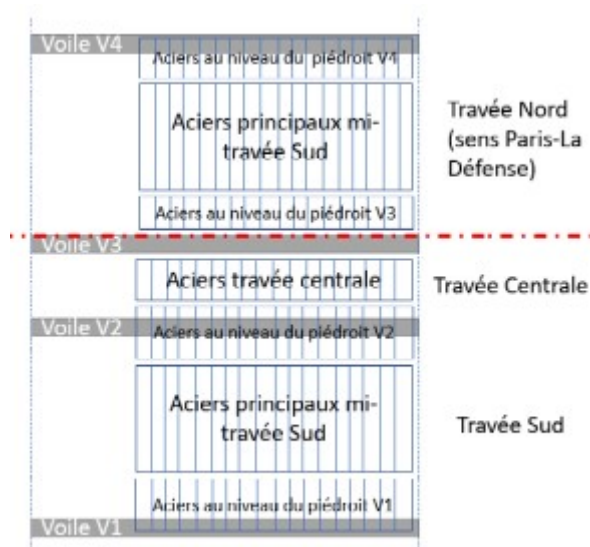 Voile V4
Aciers au niveau du piédroit V4
Aciers principaux mi-
travée Sud
Travée Nord
(sens Paris-La
Défense)
Aciers au niveau du piédroit V3
Voile V3
Aciers travée centrale
Travée Centrale
Voile V2
Aciers au niveau du piédroit V2
Aciers principaux mi-
travée Sud
Travée Sud
Aciers au niveau du piédroit V1
Voile V1